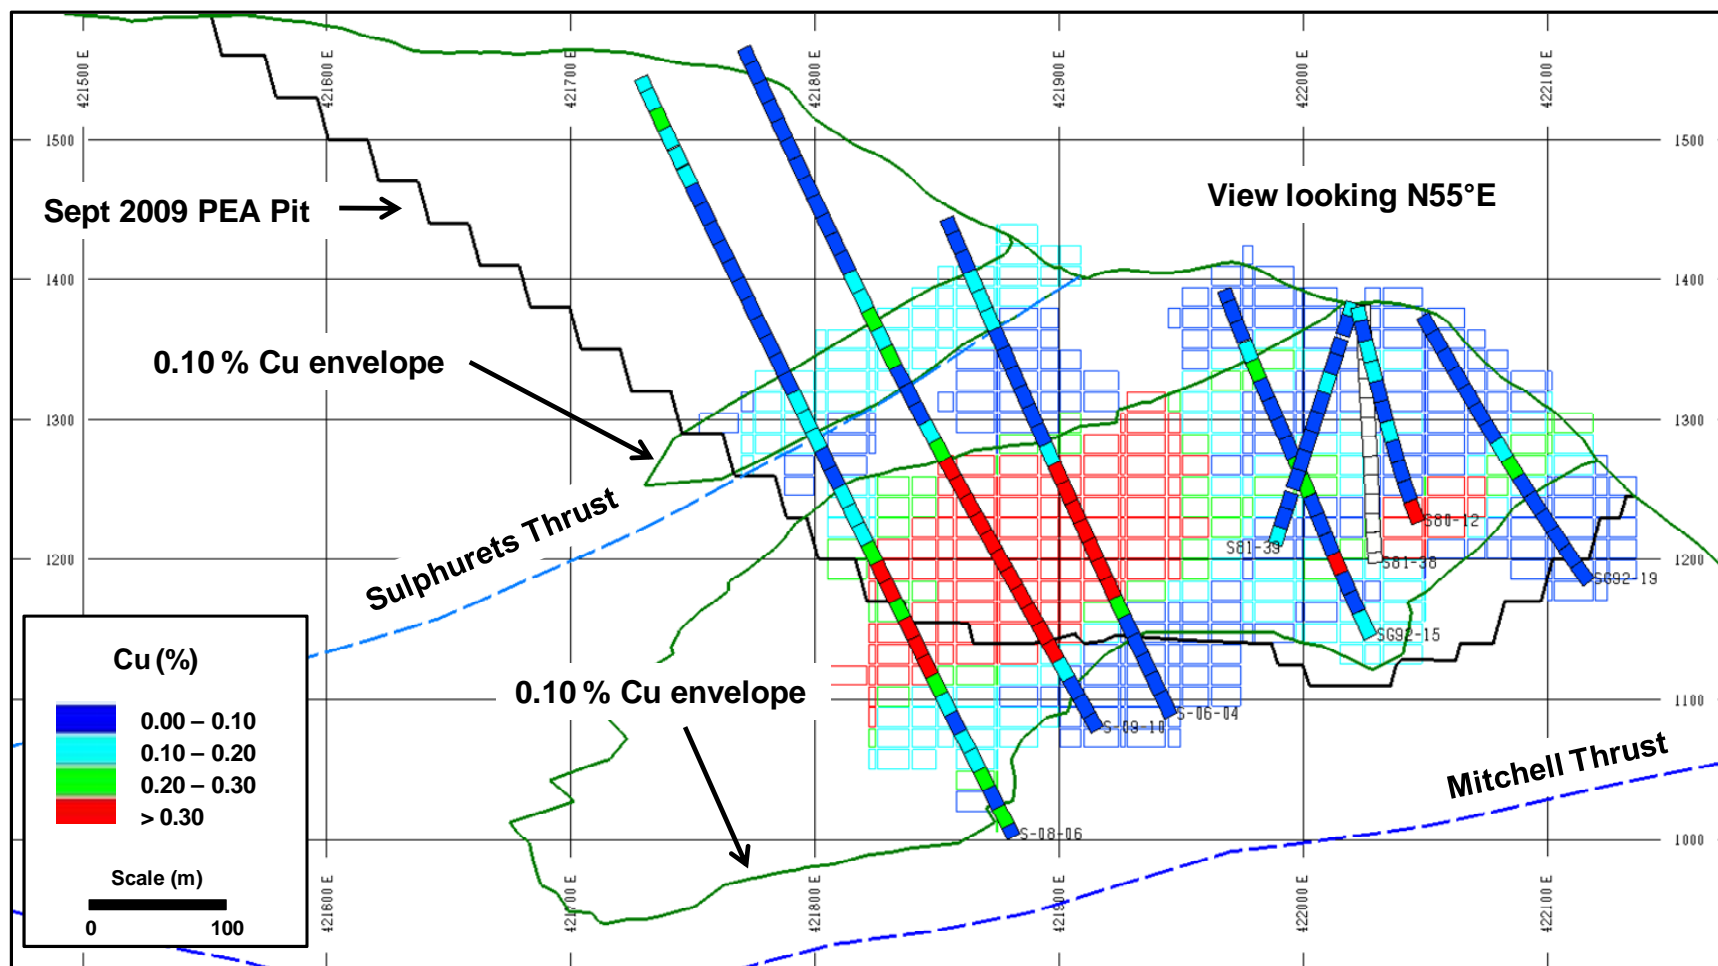 421500 E
421600 E
421700 E
421800 E
421900 E
422000 E
422100 E
1500
1500
View looking N55°E
Sept 2009 PEA Pit
1400
1400
0.10 % Cu envelope
1300
1300
S80-12
Sulphurets Thrust
S81-39
S81-38
1200
1200
SG92-19
SG92-15
Cu (%)
0.00 – 0.10
0.10 – 0.20
0.20 – 0.30
> 0.30
0.10 % Cu envelope
1100
1100
S-09-10
S-06-04
Mitchell Thrust
S-08-06
1000
1000
Scale (m)
0
100
421600 E
421700 E
421800 E
421900 E
422000 E
422100 E